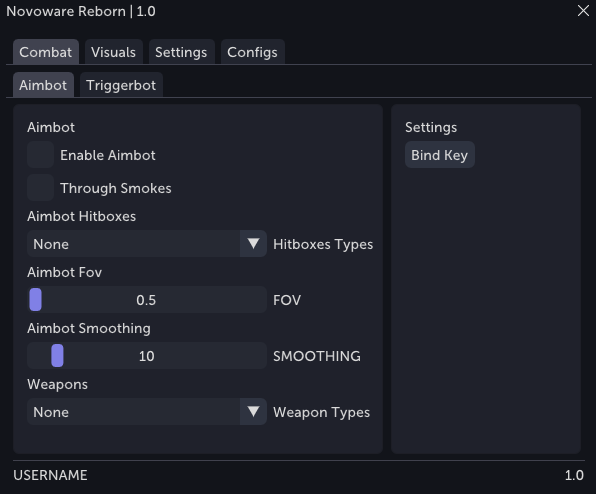 Novoware Reborn | 1.0
Combat Visuals Settings Configs
Aimbot Triggerbot
Aimbot
Enable Aimbot
Through Smokes
Aimbot Hitboxes
None Hitboxes Types
Aimbot Fov
0.5 FOV
Aimbot Smoothing
10 SMOOTHING
Weapons
None Weapon Types
Settings
Bind Key
USERNAME 1.0